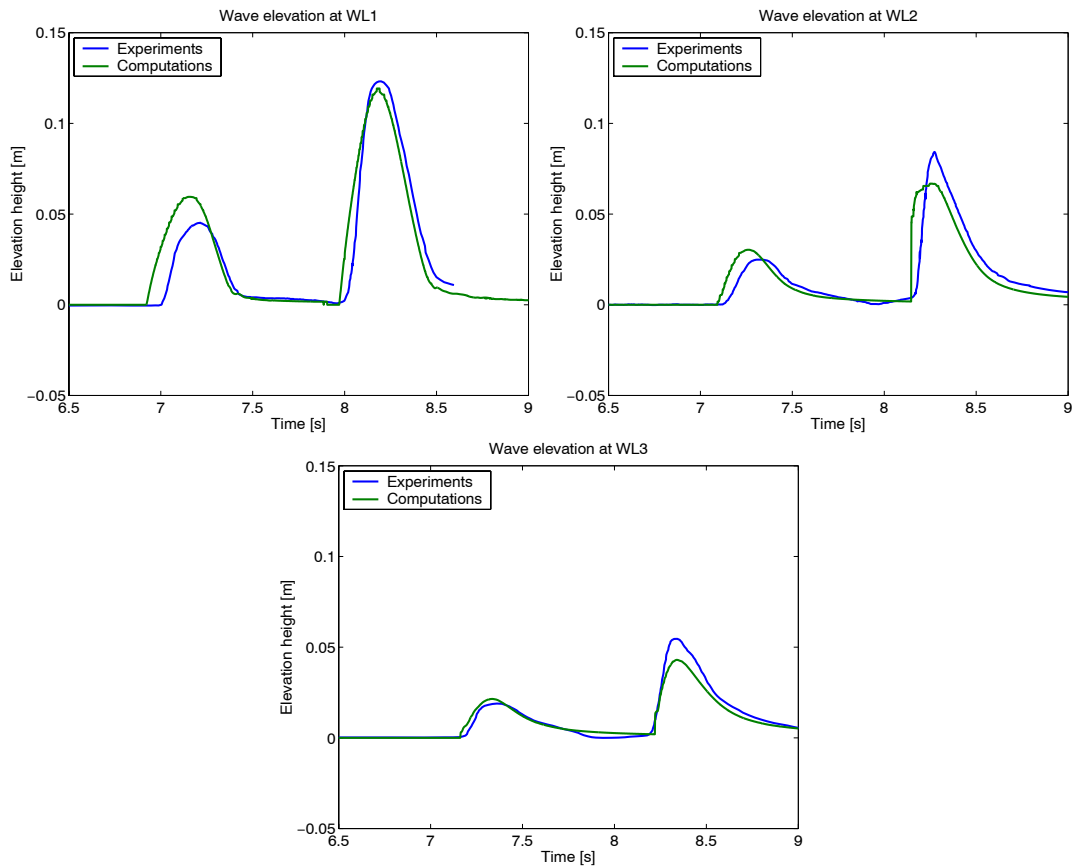 Wave elevation at WL1
0.15
0.1
0.05
0
−0.05
Elevation height [m]
Experiments
Computations
6.5 7 7.5 8 8.5 9
Time [s]
Wave elevation at WL2
0.15
0.1
0.05
0
−0.05
Elevation height [m]
Experiments
Computations
6.5 7 7.5 8 8.5 9
Time [s]
Wave elevation at WL3
0.15
0.1
0.05
0
−0.05
Elevation height [m]
Experiments
Computations
6.5 7 7.5 8 8.5 9
Time [s]